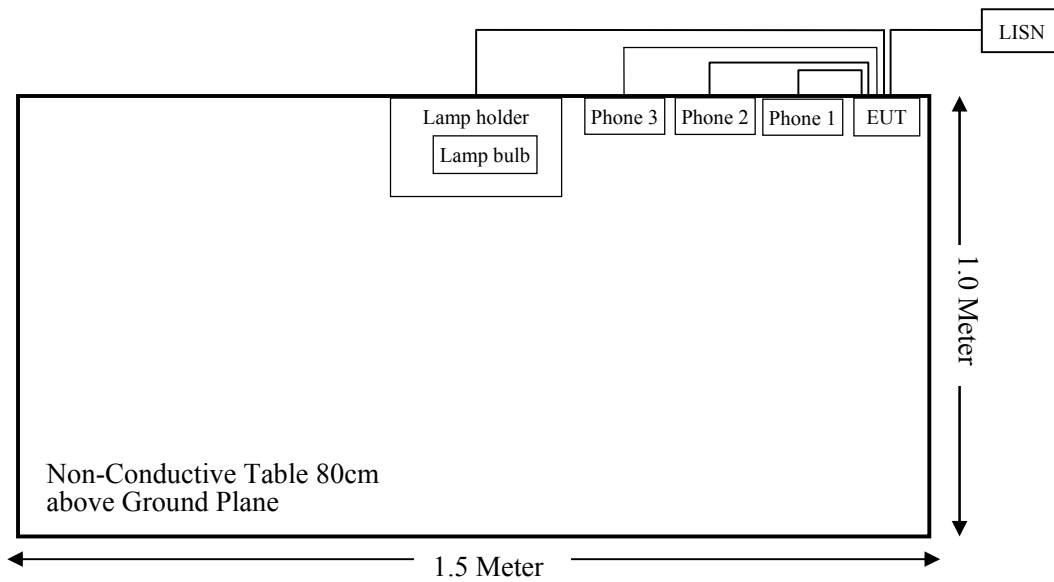 LISN
Lamp holder
Phone 3
Phone 2
Phone 1
EUT
Lamp bulb
1.0 Meter
Non-Conductive Table 80cm
above Ground Plane
1.5 Meter